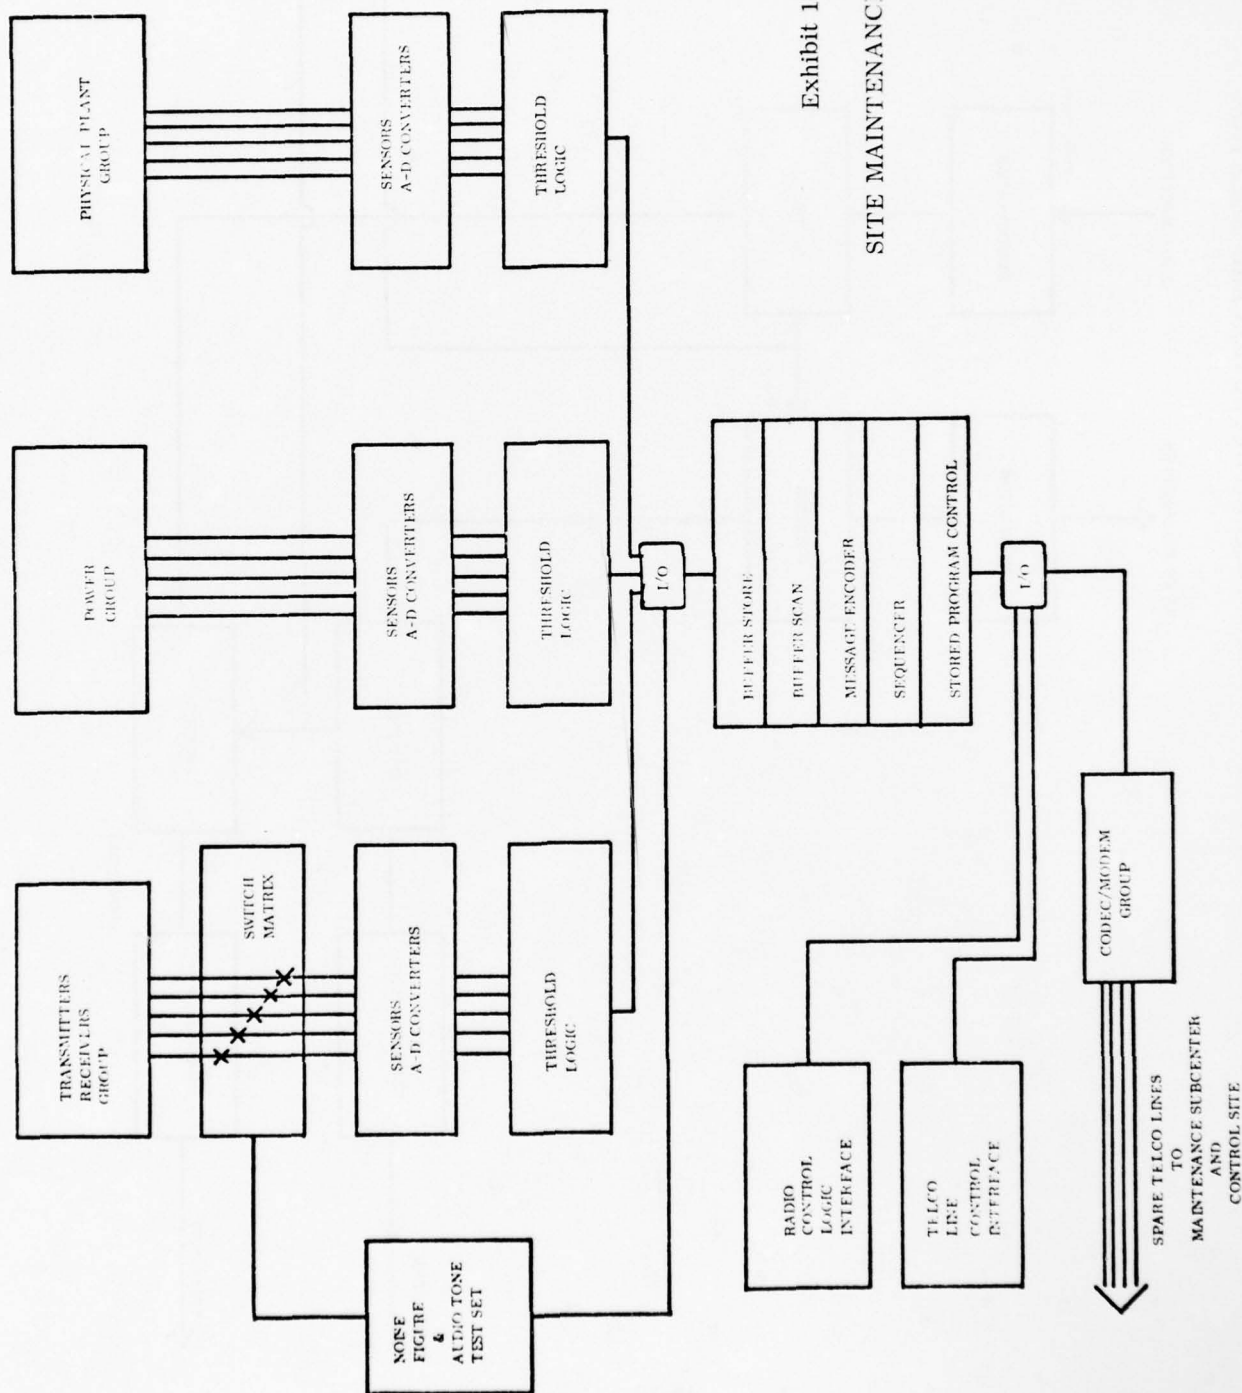 TRANSMITTERS
RECEIVERS
GROUP
POWER
GROUP
PHYSICAL PLANT
GROUP
SWITCH
MATRIX
SENSORS
A-D CONVERTERS
SENSORS
A-D CONVERTERS
SENSORS
A-D CONVERTERS
THRESHOLD
LOGIC
THRESHOLD
LOGIC
THRESHOLD
LOGIC
NOISE
FIGURE
&
AUDIO TONE
TEST SET
I/O
BUFFER STORE
BUFFER SCAN
MESSAGE ENCODER
SEQUENCER
STORED PROGRAM CONTROL
I/O
RADIO
CONTROL
LOGIC
INTERFACE
TELCO
LINE
CONTROL
INTERFACE
CODEC/MODEM
GROUP
SPARE TELCO LINES
TO
MAINTENANCE SUBCENTER
AND
CONTROL SITE
Exhibit 1
SITE MAINTENANCE